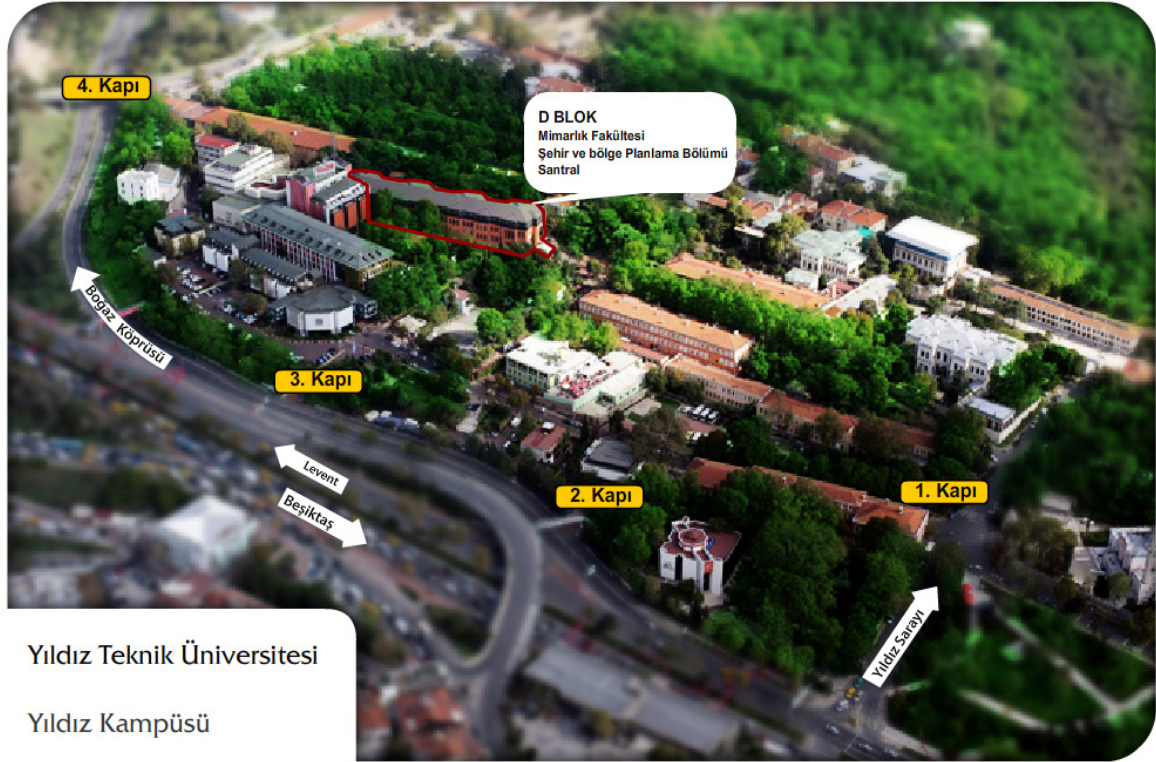 4. Kapı
D BLOK
Mimarlık Fakültesi
Şehir ve bölge Planlama Bölümü
Santral
Boğaz Köprüsü
3. Kapı
Levent
Beşiktaş
2. Kapı
1. Kapı
Yıldız Sarayı
Yıldız Teknik Üniversitesi
Yıldız Kampüsü